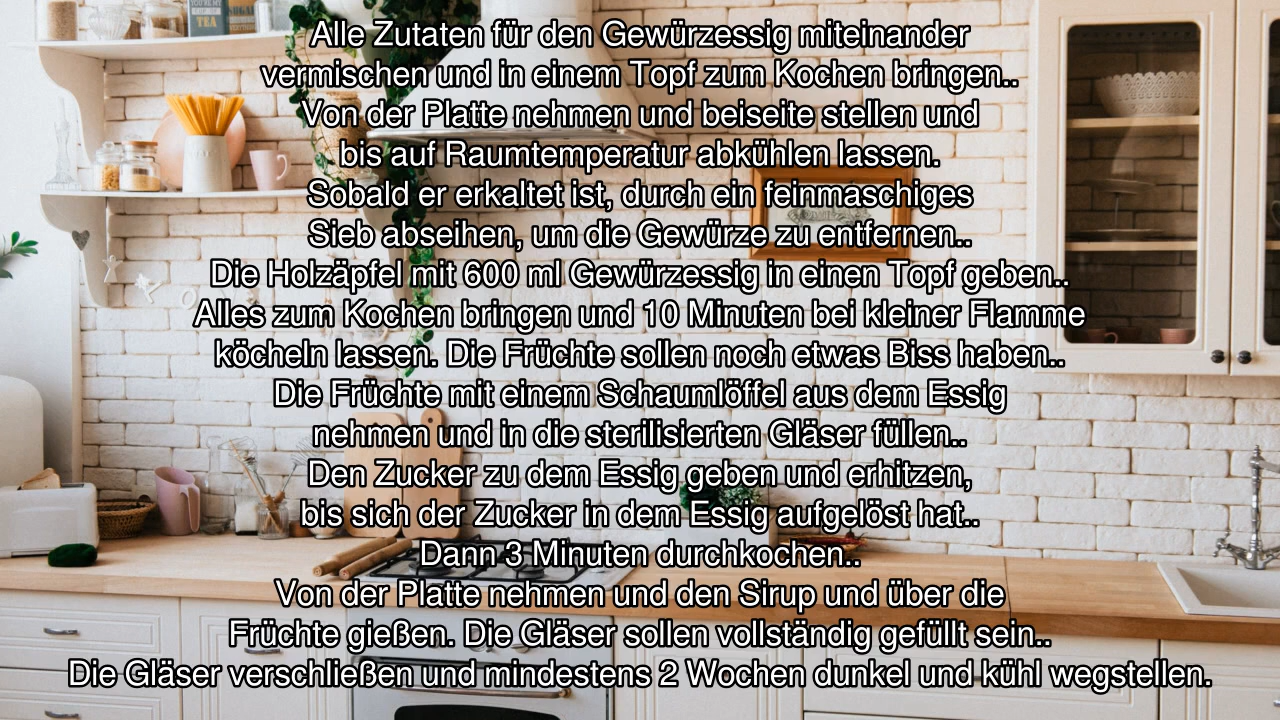 Alle Zutaten für den Gewürzessig miteinander
vermischen und in einem Topf zum Kochen bringen..
Von der Platte nehmen und beiseite stellen und
bis auf Raumtemperatur abkühlen lassen.
Sobald er erkaltet ist, durch ein feinmaschiges
Sieb abseihen, um die Gewürze zu entfernen..
Die Holzäpfel mit 600 ml Gewürzessig in einen Topf geben..
Alles zum Kochen bringen und 10 Minuten bei kleiner Flamme
köcheln lassen. Die Früchte sollen noch etwas Biss haben..
Die Früchte mit einem Schaumlöffel aus dem Essig
nehmen und in die sterilisierten Gläser füllen..
Den Zucker zu dem Essig geben und erhitzen,
bis sich der Zucker in dem Essig aufgelöst hat..
Dann 3 Minuten durchkochen..
Von der Platte nehmen und den Sirup und über die
Früchte gießen. Die Gläser sollen vollständig gefüllt sein..
Die Gläser verschließen und mindestens 2 Wochen dunkel und kühl wegstellen.
TEA